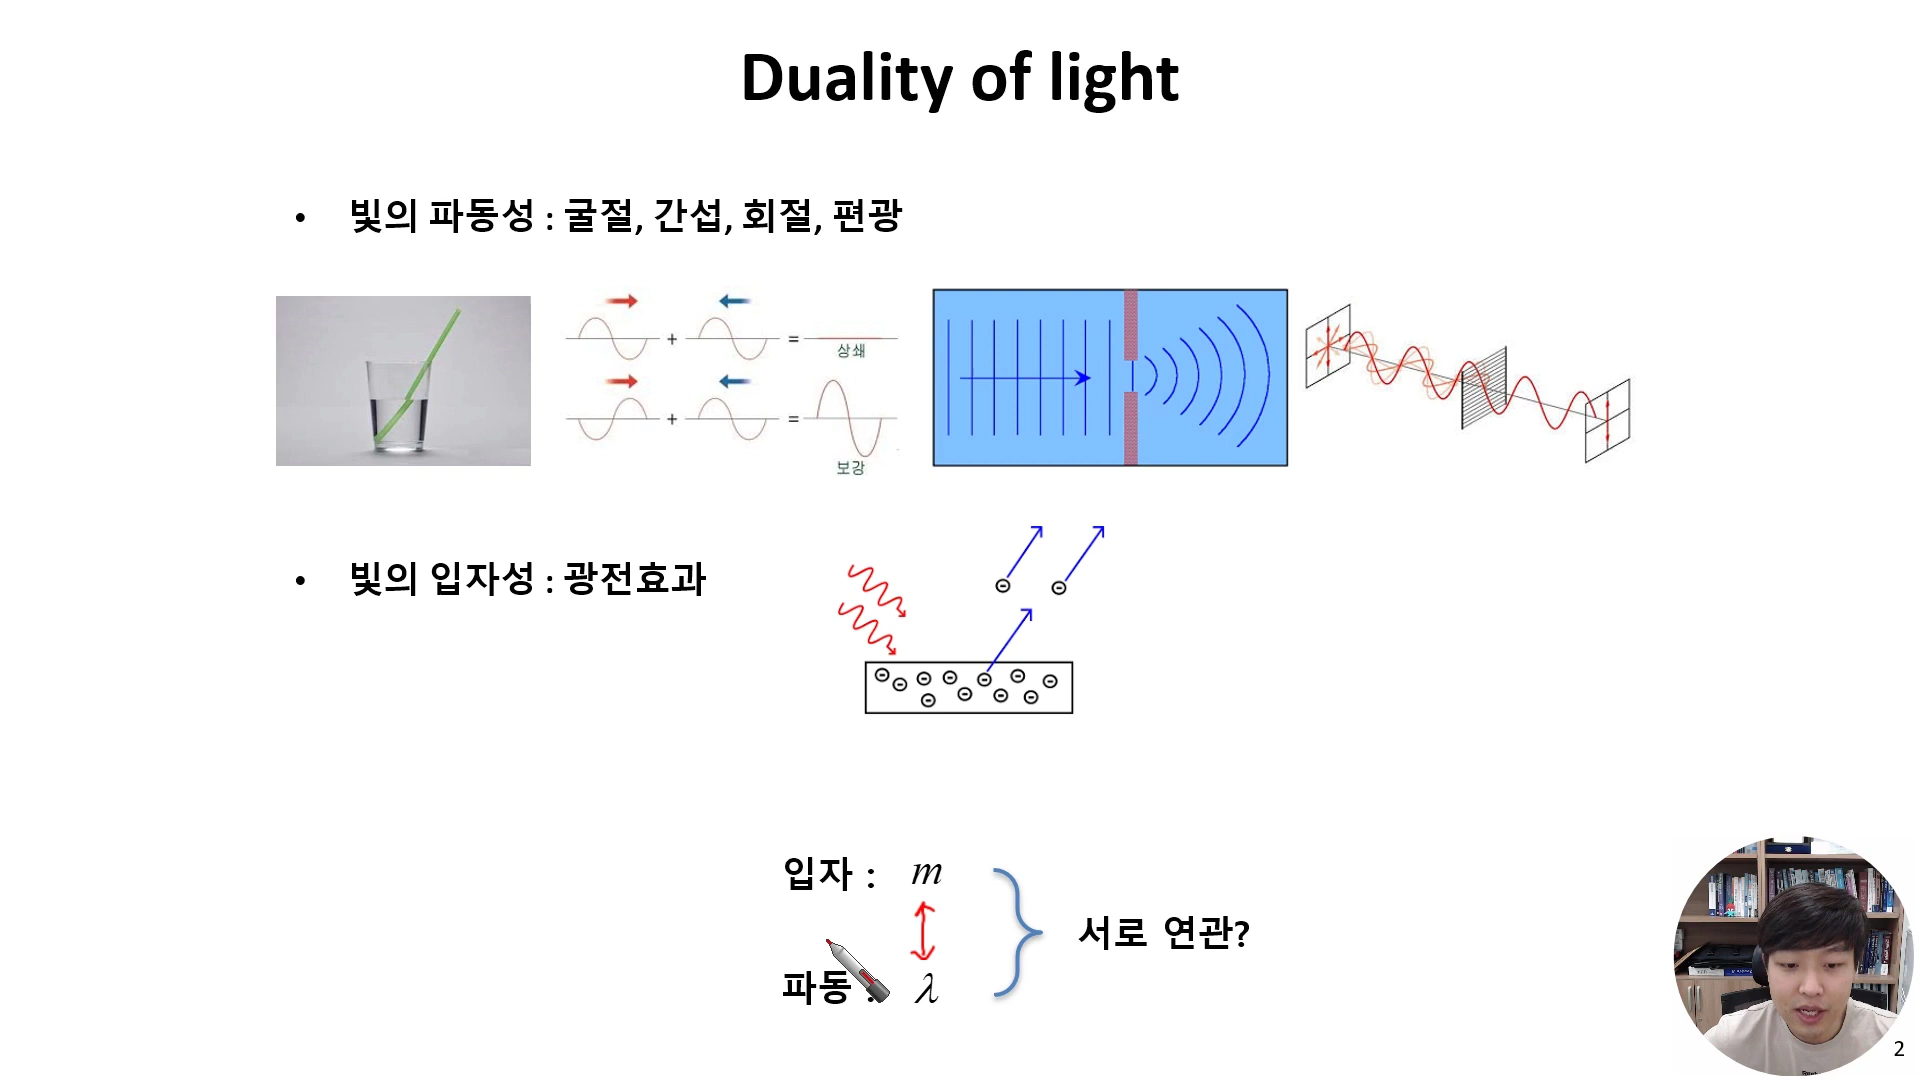 Duality of light
• 빛의 파동성 : 굴절, 간섭, 회절, 편광
+ =
상쇄
+ =
보강
• 빛의 입자성 : 광전효과
입자 : m
서로 연관?
파동 : λ
2